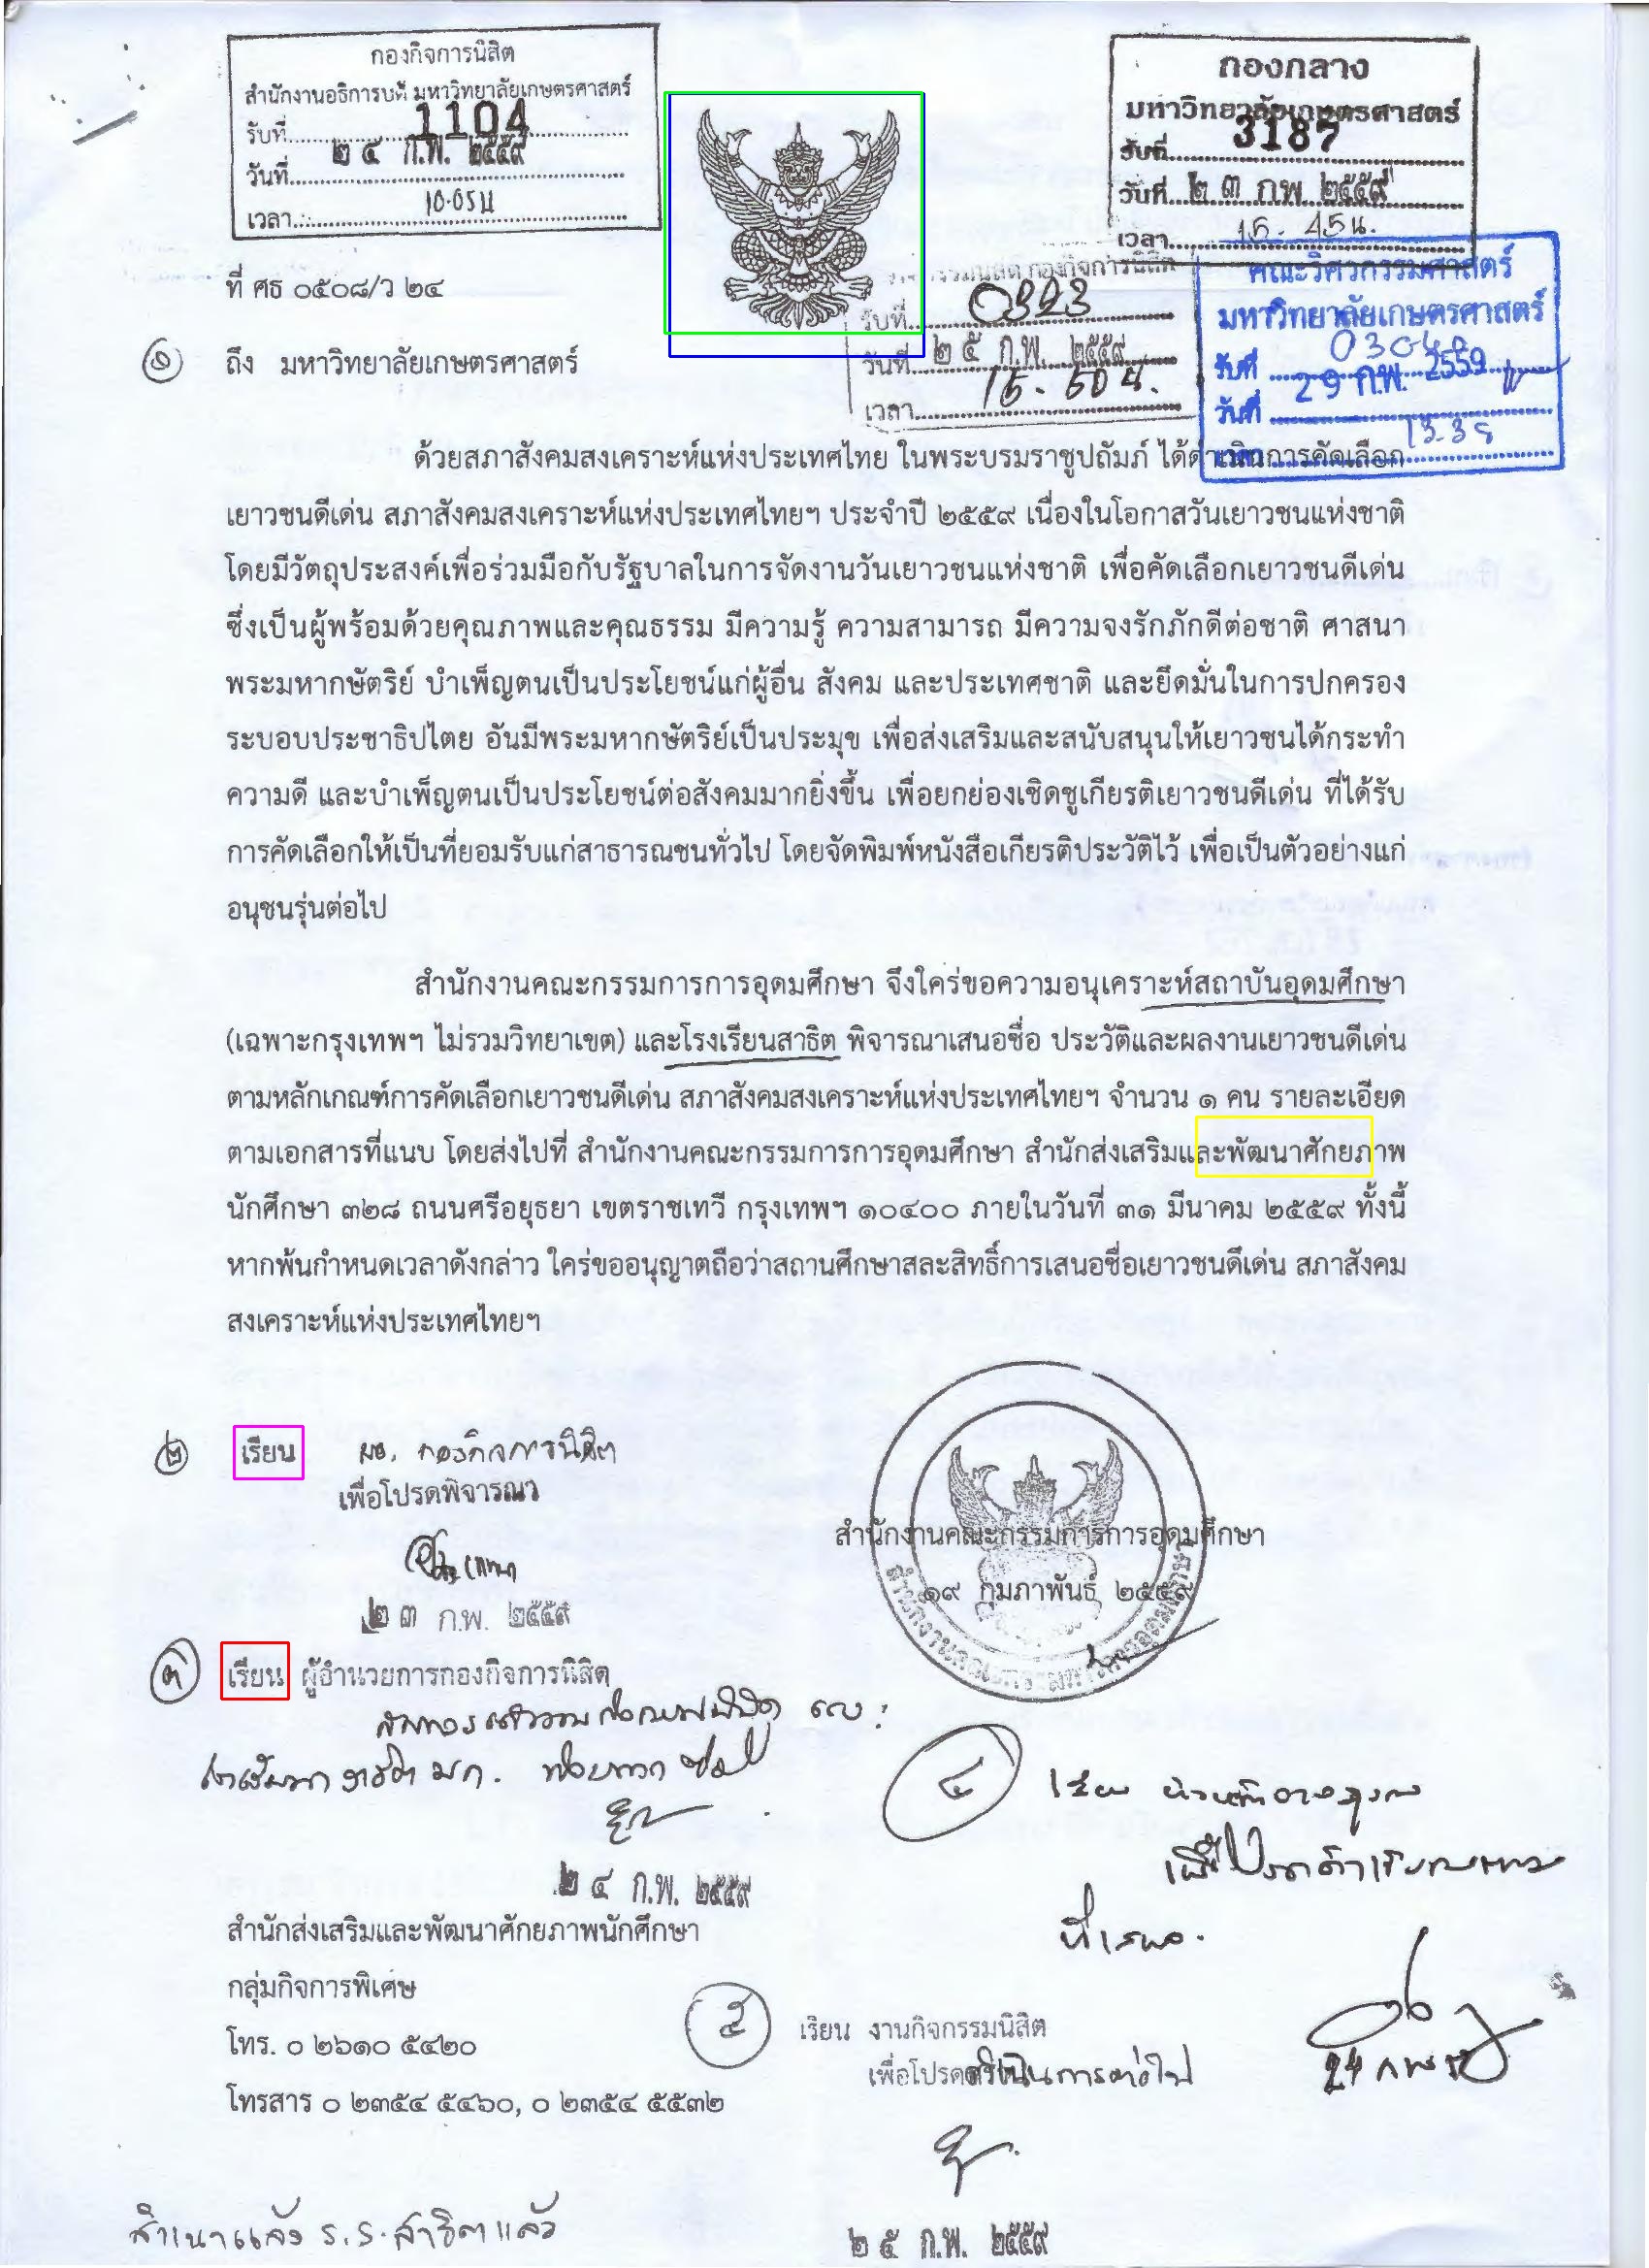 กองกิจการนิสิต
สำนักงานอธิการบดี มหาวิทยาลัยเกษตรศาสตร์
รับที่ 1104
วันที่ ๒๔ ก.พ. ๒๕๕๙
เวลา 10.05น
กองกลาง
มหาวิทยาลัยเกษตรศาสตร์
รับที่ 3187
วันที่ ๒๓ กพ ๒๕๕๙
เวลา 15.45น.
กองกิจการนิสิต
รับที่ 0323
วันที่ ๒๕ ก.พ. ๒๕๕๙
เวลา 15.50น.
คณะวิศวกรรมศาสตร์
มหาวิทยาลัยเกษตรศาสตร์
รับที่
วันที่ 29 ก.พ. 2559
ที่ ศธ ๐๕๐๘/ว ๒๔
๑ ถึง มหาวิทยาลัยเกษตรศาสตร์
ด้วยสภาสังคมสงเคราะห์แห่งประเทศไทย ในพระบรมราชูปถัมภ์ ได้ดำเนินการคัดเลือก
เยาวชนดีเด่น สภาสังคมสงเคราะห์แห่งประเทศไทยฯ ประจำปี ๒๕๕๙ เนื่องในโอกาสวันเยาวชนแห่งชาติ
โดยมีวัตถุประสงค์เพื่อร่วมมือกับรัฐบาลในการจัดงานวันเยาวชนแห่งชาติ เพื่อคัดเลือกเยาวชนดีเด่น
ซึ่งเป็นผู้พร้อมด้วยคุณภาพและคุณธรรม มีความรู้ ความสามารถ มีความจงรักภักดีต่อชาติ ศาสนา
พระมหากษัตริย์ บำเพ็ญตนเป็นประโยชน์แก่ผู้อื่น สังคม และประเทศชาติ และยึดมั่นในการปกครอง
ระบอบประชาธิปไตย อันมีพระมหากษัตริย์เป็นประมุข เพื่อส่งเสริมและสนับสนุนให้เยาวชนได้กระทำ
ความดี และบำเพ็ญตนเป็นประโยชน์ต่อสังคมมากยิ่งขึ้น เพื่อยกย่องเชิดชูเกียรติเยาวชนดีเด่น ที่ได้รับ
การคัดเลือกให้เป็นที่ยอมรับแก่สาธารณชนทั่วไป โดยจัดพิมพ์หนังสือเกียรติประวัติไว้ เพื่อเป็นตัวอย่างแก่
อนุชนรุ่นต่อไป
สำนักงานคณะกรรมการการอุดมศึกษา จึงใคร่ขอความอนุเคราะห์สถาบันอุดมศึกษา
(เฉพาะกรุงเทพฯ ไม่รวมวิทยาเขต) และโรงเรียนสาธิต พิจารณาเสนอชื่อ ประวัติและผลงานเยาวชนดีเด่น
ตามหลักเกณฑ์การคัดเลือกเยาวชนดีเด่น สภาสังคมสงเคราะห์แห่งประเทศไทยฯ จำนวน ๑ คน รายละเอียด
ตามเอกสารที่แนบ โดยส่งไปที่ สำนักงานคณะกรรมการการอุดมศึกษา สำนักส่งเสริมและพัฒนาศักยภาพ
นักศึกษา ๓๒๘ ถนนศรีอยุธยา เขตราชเทวี กรุงเทพฯ ๑๐๔๐๐ ภายในวันที่ ๓๑ มีนาคม ๒๕๕๙ ทั้งนี้
หากพ้นกำหนดเวลาดังกล่าว ใคร่ขออนุญาตถือว่าสถานศึกษาสละสิทธิ์การเสนอชื่อเยาวชนดีเด่น สภาสังคม
สงเคราะห์แห่งประเทศไทยฯ
๒ เรียน ผอ. กองกิจการนิสิต
เพื่อโปรดพิจารณา
๒๓ ก.พ. ๒๕๕๙
สำนักงานคณะกรรมการการอุดมศึกษา
๑๙ กุมภาพันธ์ ๒๕๕๙
๓ เรียน ผู้อำนวยการกองกิจการนิสิต
๒๔ ก.พ. ๒๕๕๙
๔ เรียน
ที่เสนอ.
สำนักส่งเสริมและพัฒนาศักยภาพนักศึกษา
กลุ่มกิจการพิเศษ
โทร. ๐ ๒๖๑๐ ๕๔๒๐
โทรสาร ๐ ๒๓๕๔ ๕๔๖๐, ๐ ๒๓๕๔ ๕๕๓๒
๕ เรียน งานกิจกรรมนิสิต
เพื่อโปรดดำเนินการต่อไป
๒๕ ก.พ. ๒๕๕๙
สำเนาแจ้ง ร.ร.สาธิตแล้ว